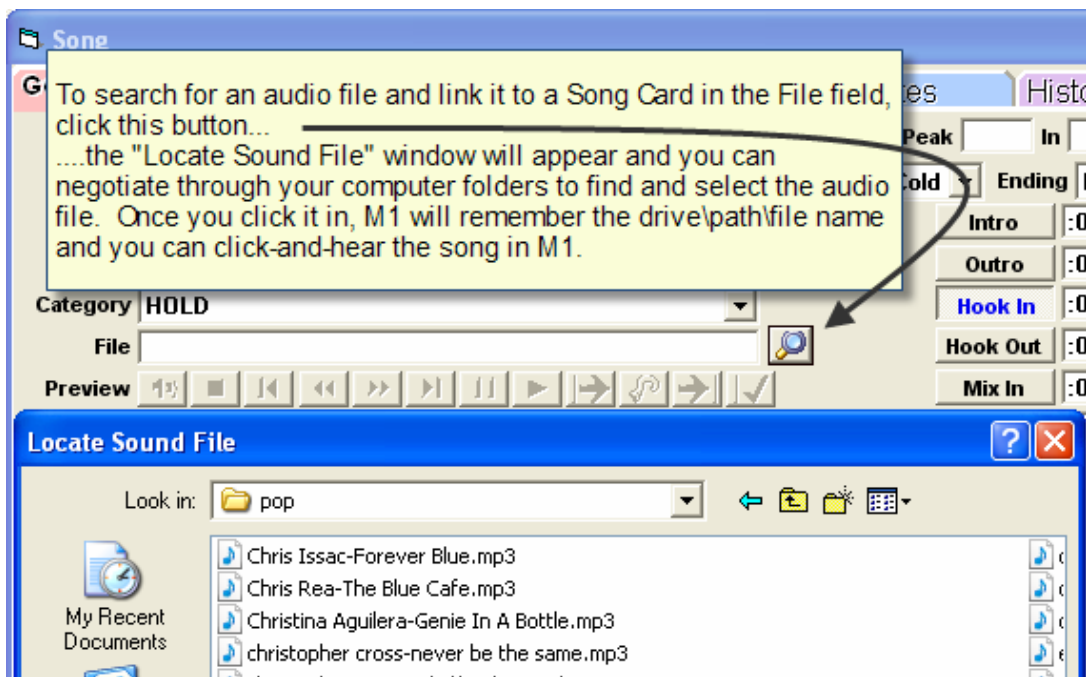 Song
To search for an audio file and link it to a Song Card in the File field,
click this button...
....the "Locate Sound File" window will appear and you can
negotiate through your computer folders to find and select the audio
file.  Once you click it in, M1 will remember the drive\path\file name
and you can click-and-hear the song in M1.
Peak In
Ending
Intro
Outro
Category HOLD Hook In
File Hook Out
Preview Mix In
Locate Sound File
Look in: pop
Chris Issac-Forever Blue.mp3
Chris Rea-The Blue Cafe.mp3
My Recent
Documents
Christina Aguilera-Genie In A Bottle.mp3
christopher cross-never be the same.mp3